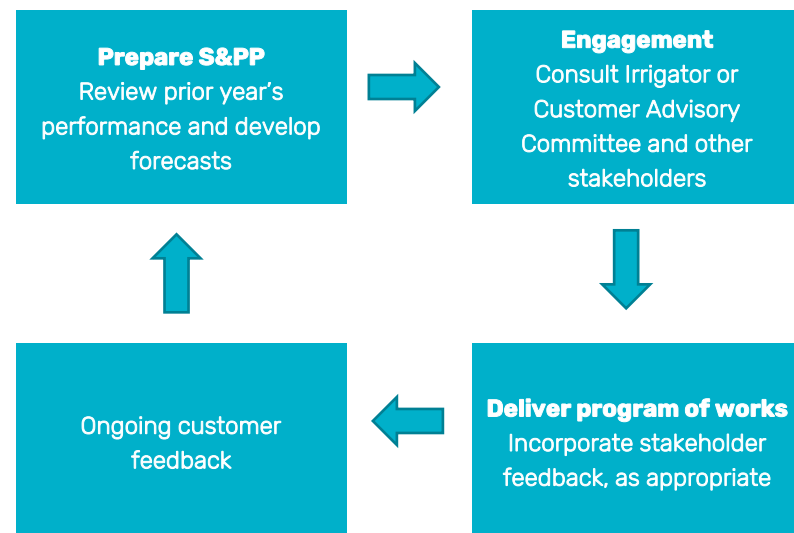 Prepare S&PP
Review prior year's
performance and develop
forecasts
Engagement
Consult Irrigator or
Customer Advisory
Committee and other
stakeholders
Deliver program of works
Incorporate stakeholder
feedback, as appropriate
Ongoing customer
feedback